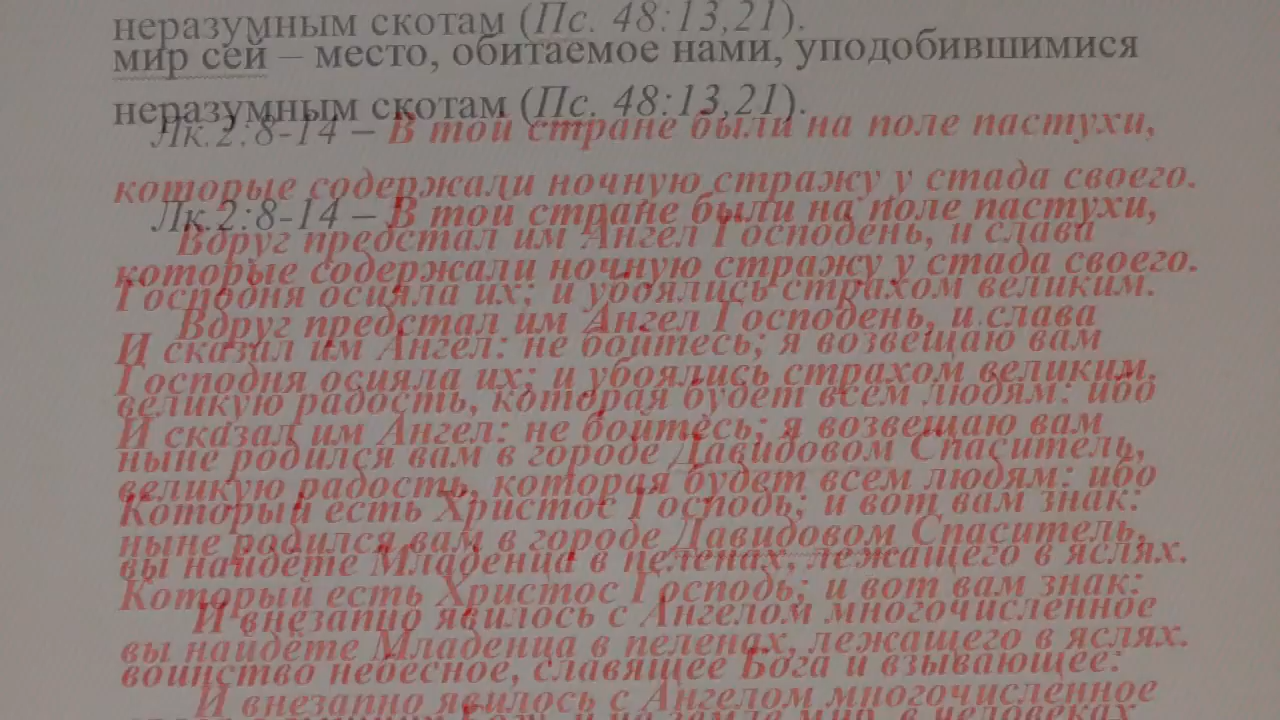 неразумным скотам (Пс. 48:13,21).
мир сей – место, обитаемое нами, уподобившимися
неразумным скотам (Пс. 48:13,21).
Лк.2:8-14 – В той стране были на поле пастухи,
которые содержали ночную стражу у стада своего.
Лк.2:8-14 – В той стране были на поле пастухи,
Вдруг предстал им Ангел Господень, и слава
которые содержали ночную стражу у стада своего.
Господня осияла их; и убоялись страхом великим.
Вдруг предстал им Ангел Господень, и слава
И сказал им Ангел: не бойтесь; я возвещаю вам
Господня осияла их; и убоялись страхом великим.
великую радость, которая будет всем людям: ибо
И сказал им Ангел: не бойтесь; я возвещаю вам
ныне родился вам в городе Давидовом Спаситель,
великую радость, которая будет всем людям: ибо
Который есть Христос Господь; и вот вам знак:
ныне родился вам в городе Давидовом Спаситель,
вы найдёте Младенца в пеленах, лежащего в яслях.
Который есть Христос Господь; и вот вам знак:
И внезапно явилось с Ангелом многочисленное
вы найдёте Младенца в пеленах, лежащего в яслях.
воинство небесное, славящее Бога и взывающее:
И внезапно явилось с Ангелом многочисленное
Богу, и на земле мир, в человеках